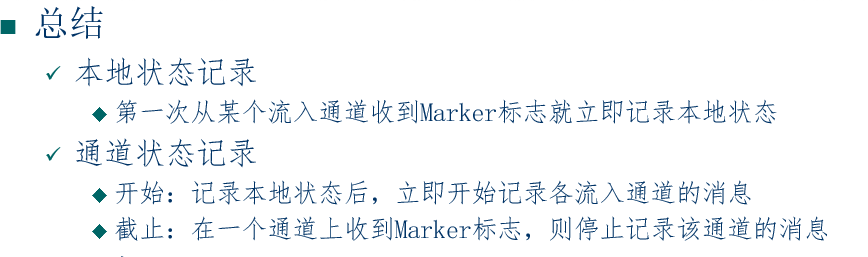 总结
本地状态记录
第一次从某个流入通道收到Marker标志就立即记录本地状态
通道状态记录
开始：记录本地状态后，立即开始记录各流入通道的消息
截止：在一个通道上收到Marker标志，则停止记录该通道的消息